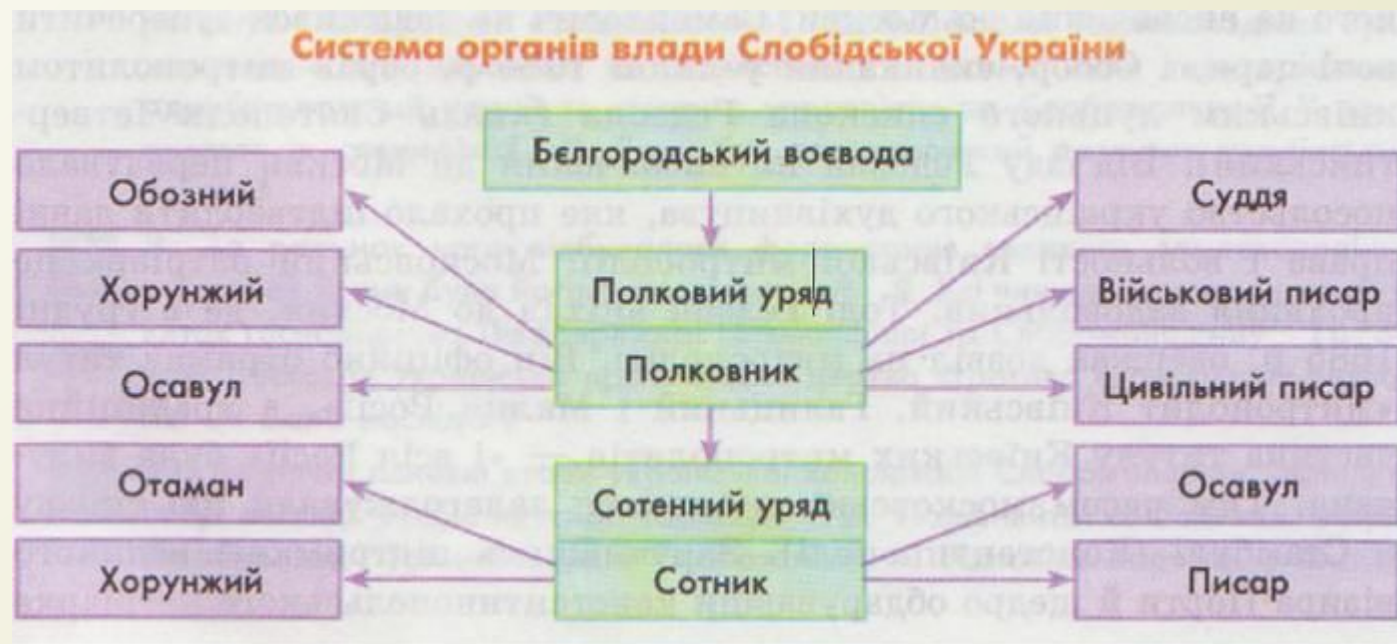 Система органів влади Слобідської України
Бєлгородський воєвода
Обозний
Суддя
Хорунжий
Полковий уряд
Військовий писар
Осавул
Полковник
Цивільний писар
Отаман
Сотенний уряд
Осавул
Хорунжий
Сотник
Писар